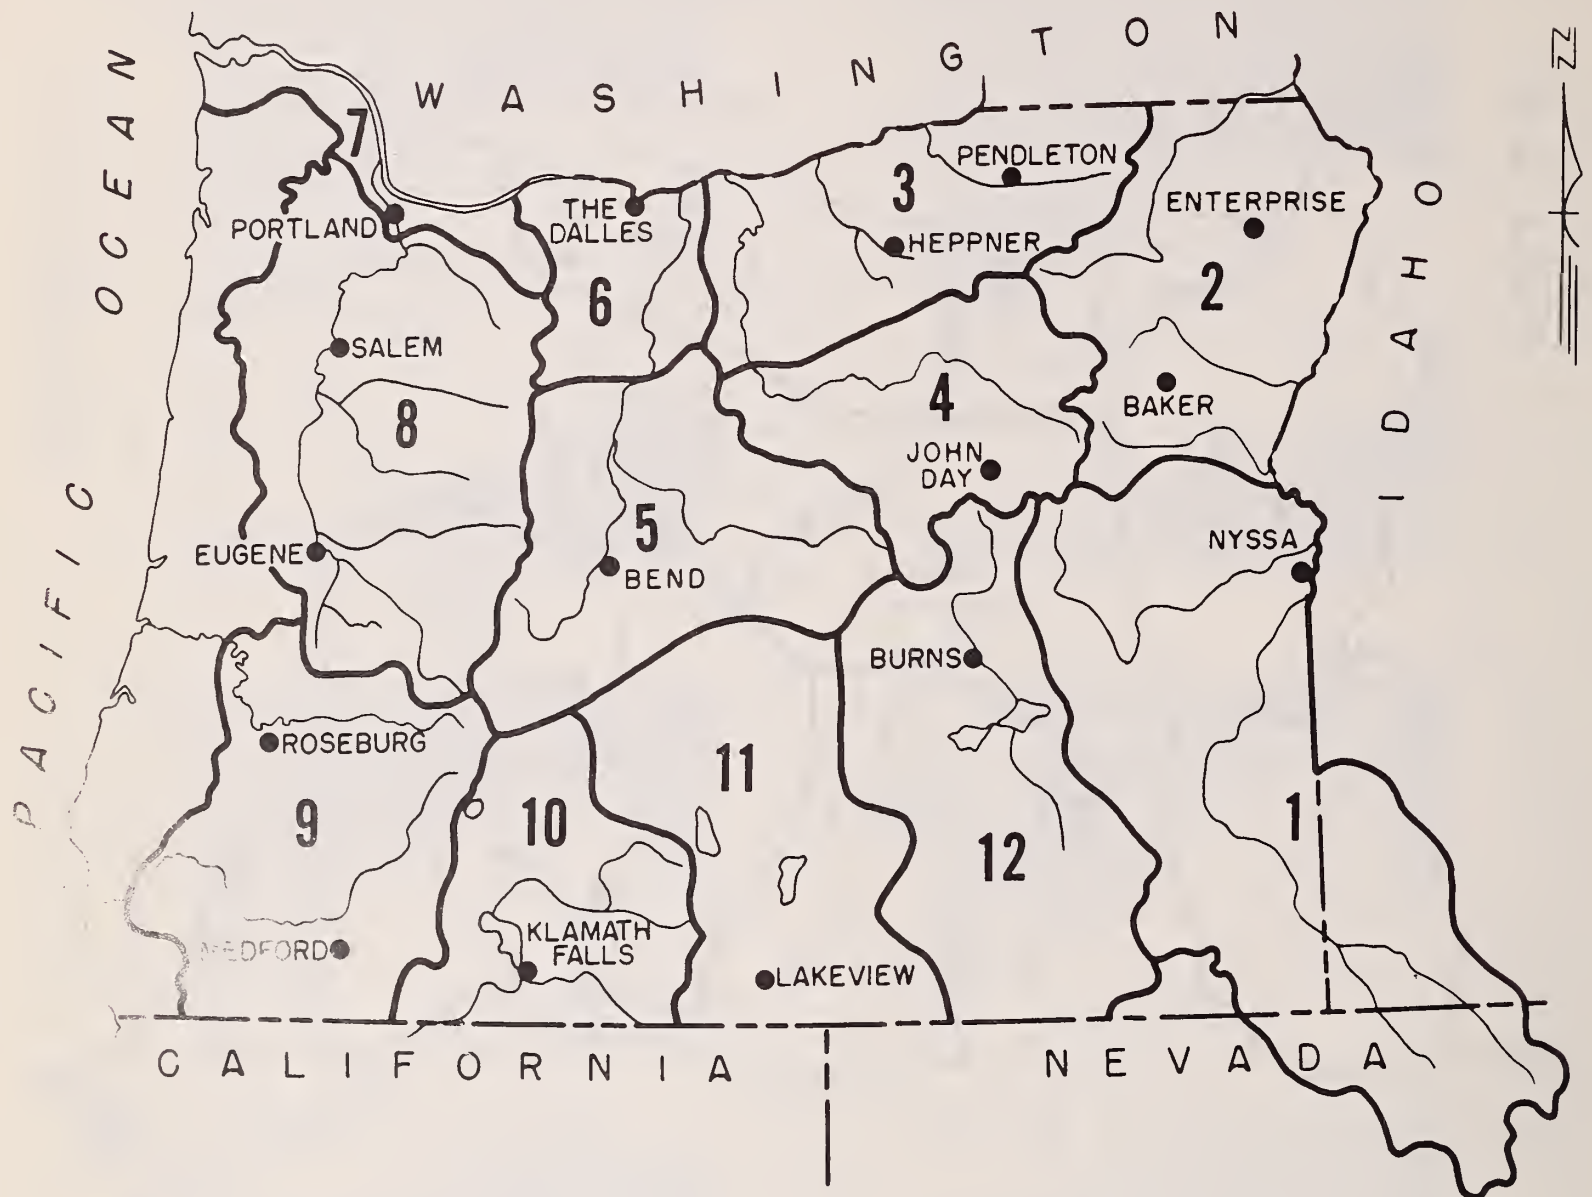 WASHINGTON
PACIFIC OCEAN
IDAHO
7
PORTLAND
THE
DALLES
6
3
PENDLETON
HEPPNER
ENTERPRISE
2
BAKER
SALEM
8
4
JOHN
DAY
EUGENE
5
BEND
NYSSA
BURNS
ROSEBURG
9
10
11
12
1
MEDFORD
KLAMATH
FALLS
LAKEVIEW
CALIFORNIA
NEVADA